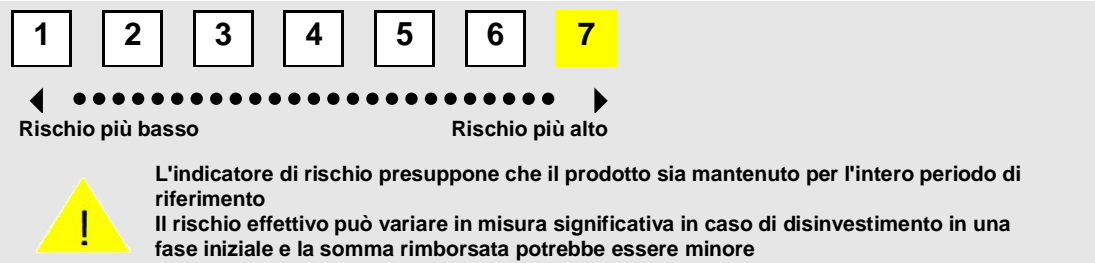 1 2 3 4 5 6 7
Rischio più basso Rischio più alto
L'indicatore di rischio presuppone che il prodotto sia mantenuto per l'intero periodo di
riferimento
Il rischio effettivo può variare in misura significativa in caso di disinvestimento in una
fase iniziale e la somma rimborsata potrebbe essere minore
!